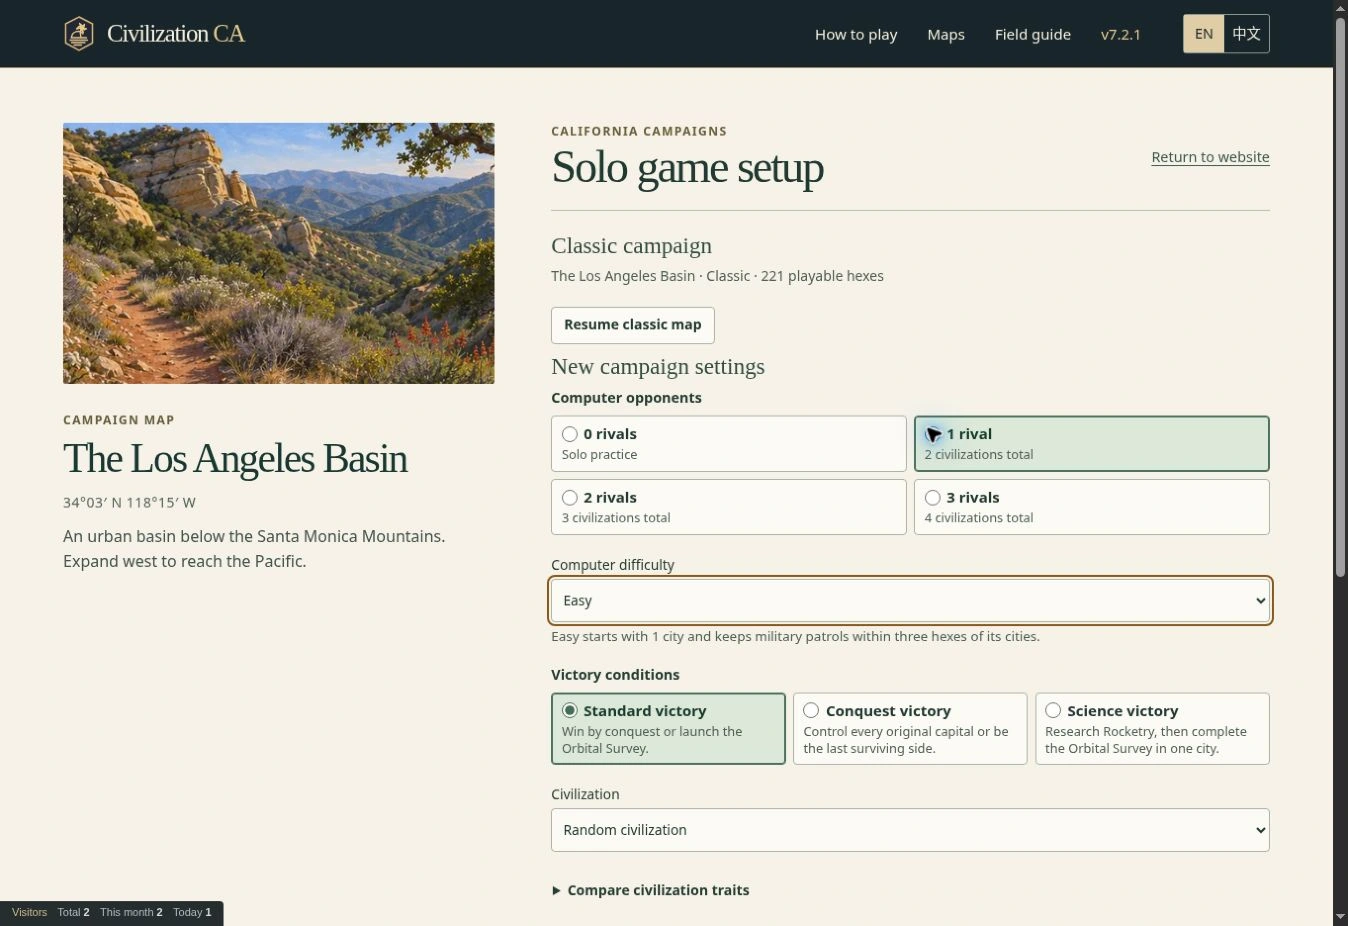 Civilization CA
How to play
Maps
Field guide
v7.2.1
EN
中文
CALIFORNIA CAMPAIGNS
Solo game setup
Return to website
Classic campaign
The Los Angeles Basin · Classic · 221 playable hexes
Resume classic map
New campaign settings
Computer opponents
0 rivals
Solo practice
1 rival
2 civilizations total
2 rivals
3 civilizations total
3 rivals
4 civilizations total
Computer difficulty
Easy
Easy starts with 1 city and keeps military patrols within three hexes of its cities.
Victory conditions
Standard victory
Win by conquest or launch the
Orbital Survey.
Conquest victory
Control every original capital or be
the last surviving side.
Science victory
Research Rocketry, then complete
the Orbital Survey in one city.
Civilization
Random civilization
Compare civilization traits
CAMPAIGN MAP
The Los Angeles Basin
34°03′ N 118°15′ W
An urban basin below the Santa Monica Mountains.
Expand west to reach the Pacific.
Visitors Total 2 This month 2 Today 1